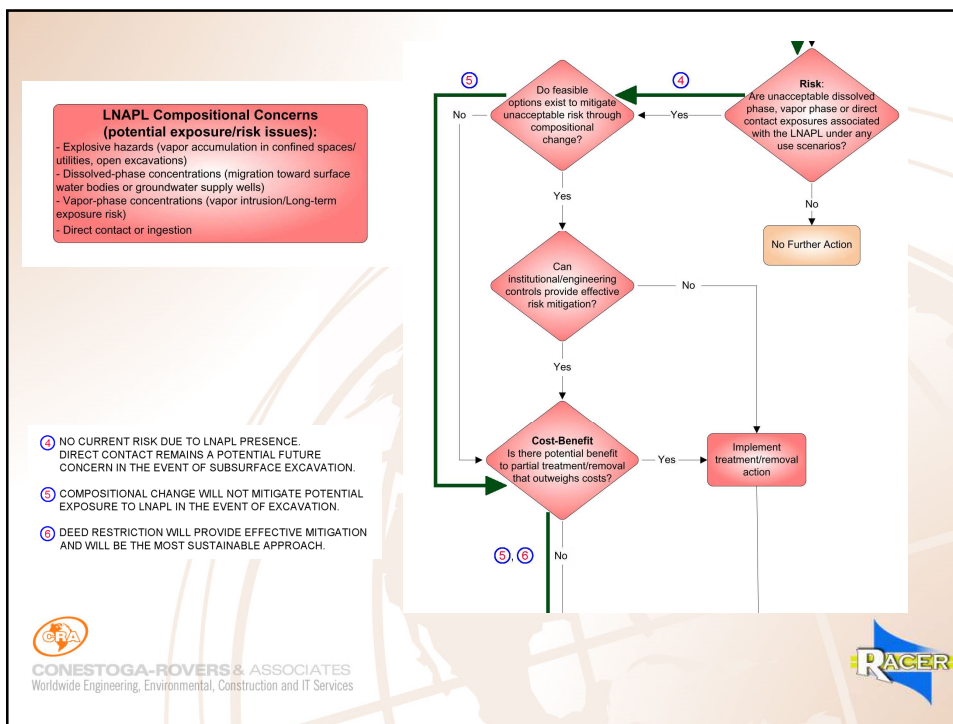 LNAPL Compositional Concerns
(potential exposure/risk issues):
- Explosive hazards (vapor accumulation in confined spaces/
utilities, open excavations)
- Dissolved-phase concentrations (migration toward surface
water bodies or groundwater supply wells)
- Vapor-phase concentrations (vapor intrusion/Long-term
exposure risk)
- Direct contact or ingestion
5
4
Do feasible
options exist to mitigate
unacceptable risk through
compositional
change?
No
Yes
Risk:
Are unacceptable dissolved
phase, vapor phase or direct
contact exposures associated
with the LNAPL under any
use scenarios?
Yes
No
No Further Action
Can
institutional/engineering
controls provide effective
risk mitigation?
No
Yes
Cost-Benefit
Is there potential benefit
to partial treatment/removal
that outweighs costs?
Yes
Implement
treatment/removal
action
5, 6
No
4 NO CURRENT RISK DUE TO LNAPL PRESENCE.
DIRECT CONTACT REMAINS A POTENTIAL FUTURE
CONCERN IN THE EVENT OF SUBSURFACE EXCAVATION.
5 COMPOSITIONAL CHANGE WILL NOT MITIGATE POTENTIAL
EXPOSURE TO LNAPL IN THE EVENT OF EXCAVATION.
6 DEED RESTRICTION WILL PROVIDE EFFECTIVE MITIGATION
AND WILL BE THE MOST SUSTAINABLE APPROACH.
CRA
CONESTOGA-ROVERS & ASSOCIATES
Worldwide Engineering, Environmental, Construction and IT Services
RACER